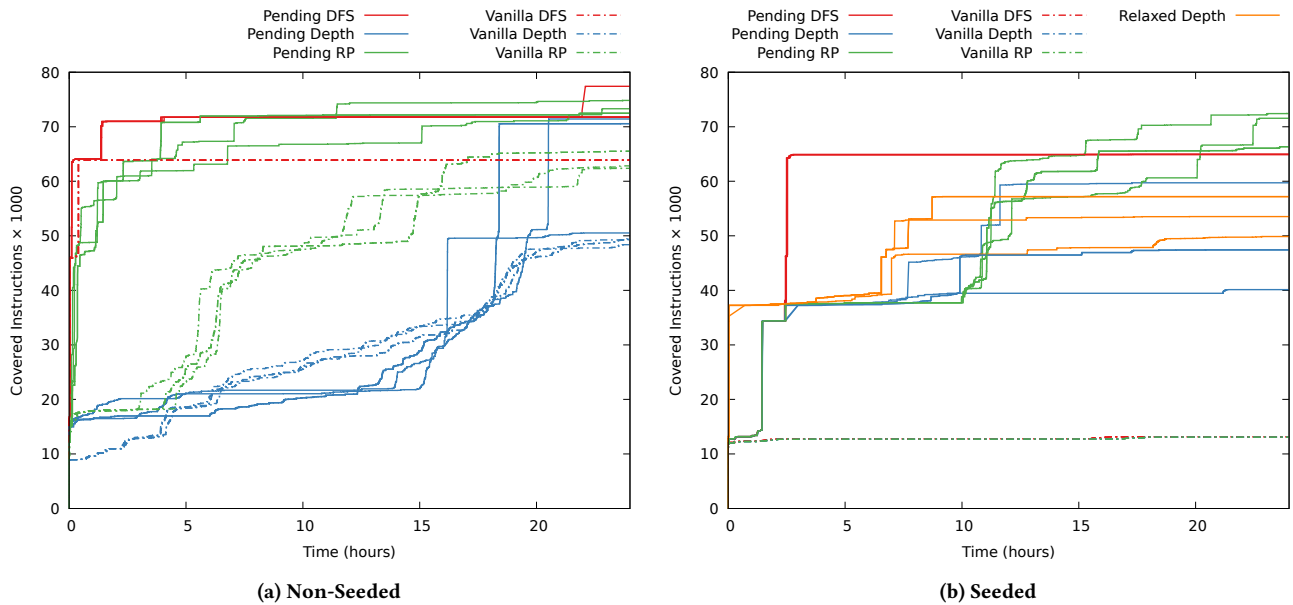 Pending DFS
Vanilla DFS
Pending Depth
Vanilla Depth
Pending RP
Vanilla RP
80
70
60
50
40
30
20
10
0
Covered Instructions × 1000
0 5 10 15 20
Time (hours)
(a) Non-Seeded
Pending DFS
Vanilla DFS
Relaxed Depth
Pending Depth
Vanilla Depth
Pending RP
Vanilla RP
80
70
60
50
40
30
20
10
0
Covered Instructions × 1000
0 5 10 15 20
Time (hours)
(b) Seeded